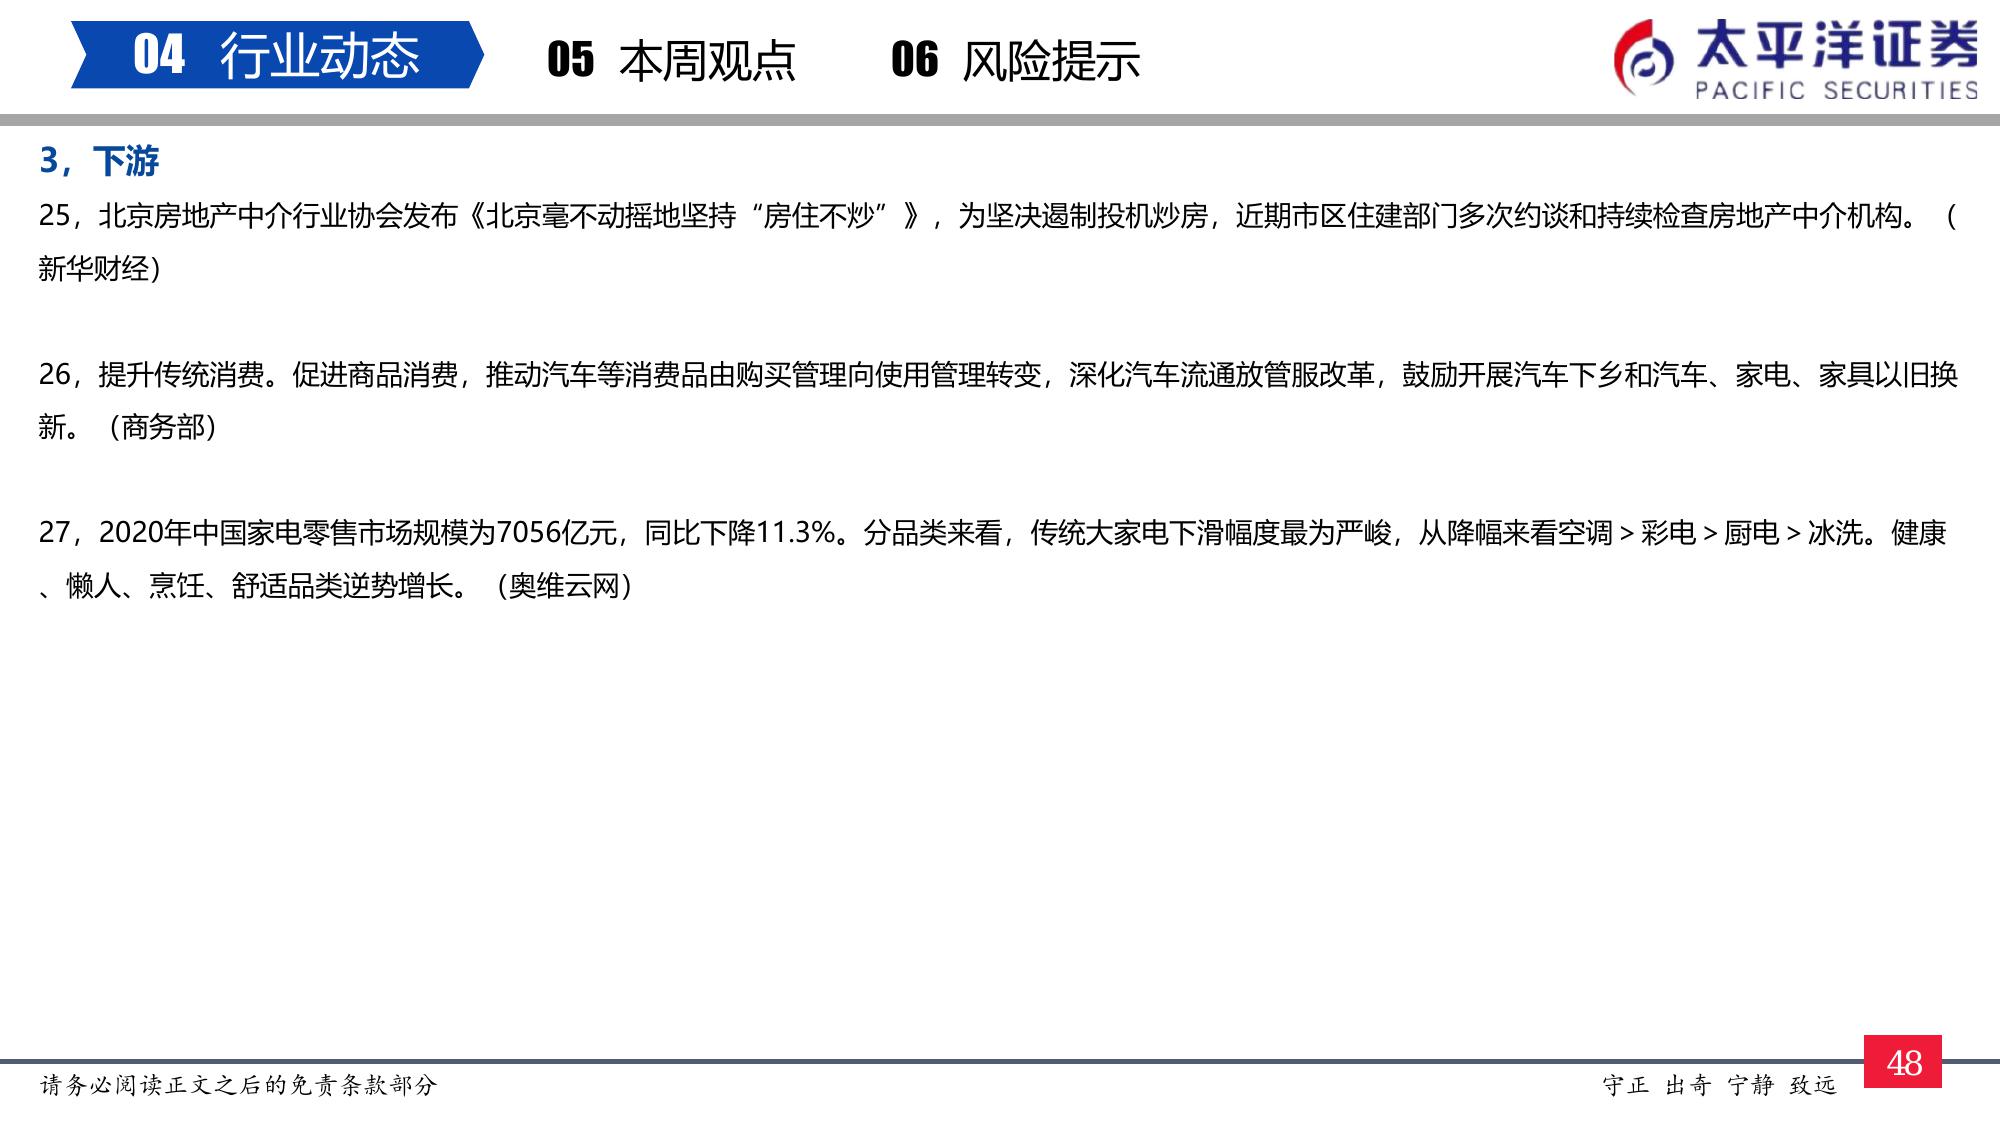 04 行业动态 05 本周观点 06 风险提示 太平洋证券
PACIFIC SECURITIES
3，下游
25，北京房地产中介行业协会发布《北京毫不动摇地坚持“房住不炒”》，为坚决遏制投机炒房，近期市区住建部门多次约谈和持续检查房地产中介机构。（
新华财经）
26，提升传统消费。促进商品消费，推动汽车等消费品由购买管理向使用管理转变，深化汽车流通放管服改革，鼓励开展汽车下乡和汽车、家电、家具以旧换
新。（商务部）
27，2020年中国家电零售市场规模为7056亿元，同比下降11.3%。分品类来看，传统大家电下滑幅度最为严峻，从降幅来看空调＞彩电＞厨电＞冰洗。健康
、懒人、烹饪、舒适品类逆势增长。（奥维云网）
48
请务必阅读正文之后的免责条款部分 守正 出奇 宁静 致远